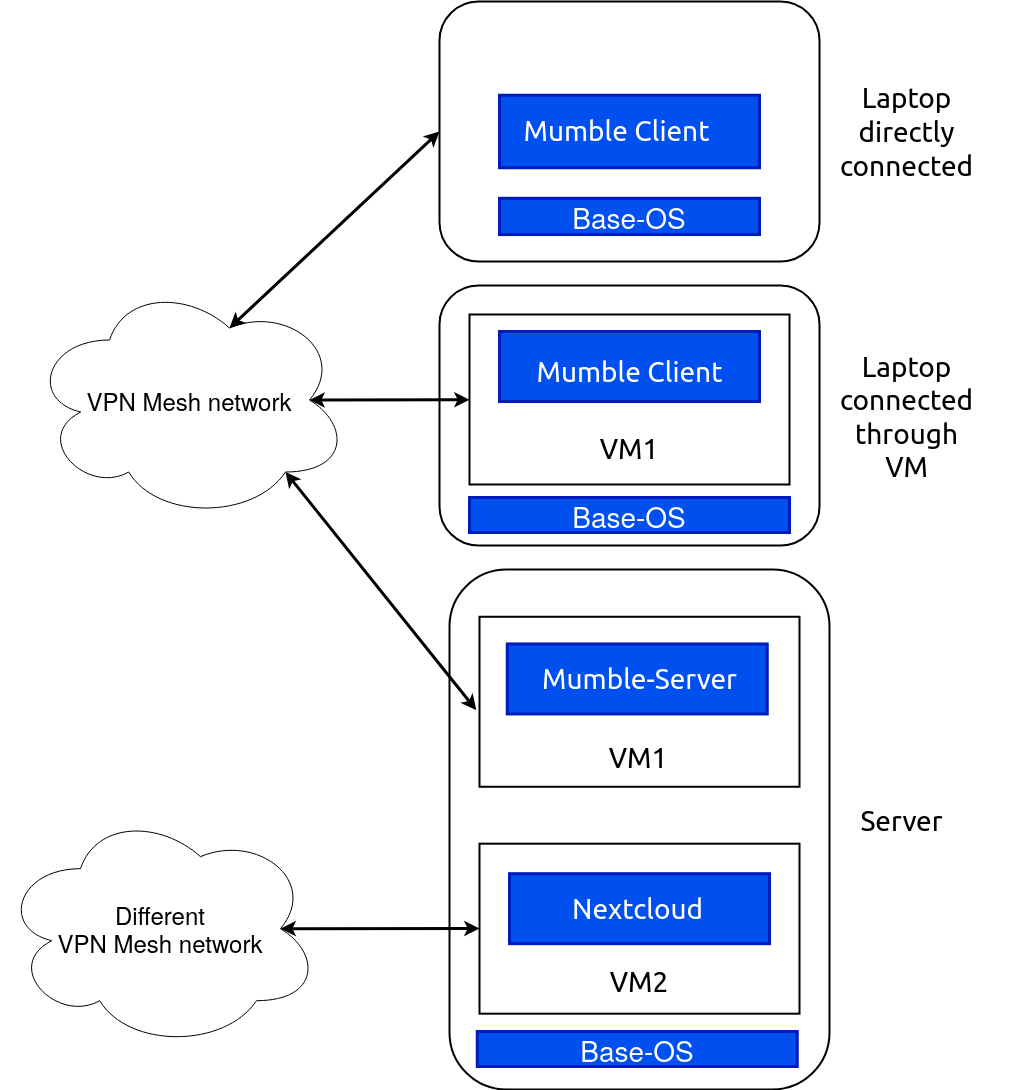 Mumble Client
Base-OS
Laptop
directly
connected
VPN Mesh network
Mumble Client
VM1
Base-OS
Laptop
connected
through
VM
Mumble-Server
VM1
Server
Different
VPN Mesh network
Nextcloud
VM2
Base-OS